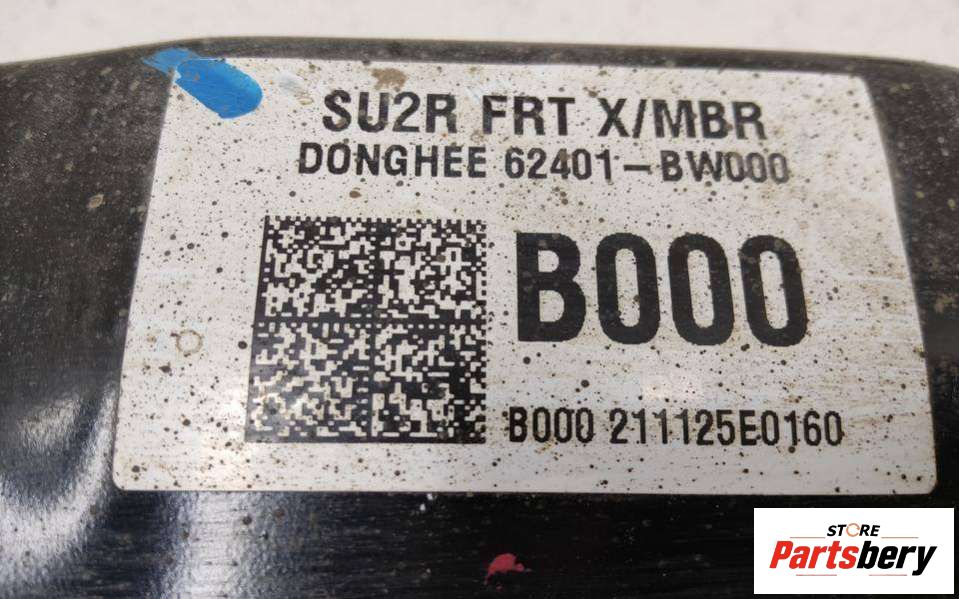 SU2R FRT X/MBR
DONGHEE 62401-BW000
B000
B000 211125E0160
STORE
Partsbery